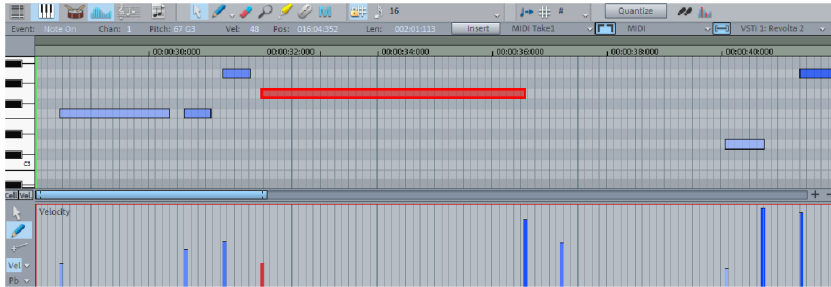 16 # Quantize
Event: Note On Chan: 1 Pitch: 67 G3 Vel: 48 Pos: 016:04:352 Len: 002:01:113 Insert MIDI Take1 MIDI VSTi 1: Revolta 2
00:00:30:000 00:00:32:000 00:00:34:000 00:00:36:000 00:00:38:000 00:00:40:000
C3
Cell Vel
Velocity
Vel
Pb